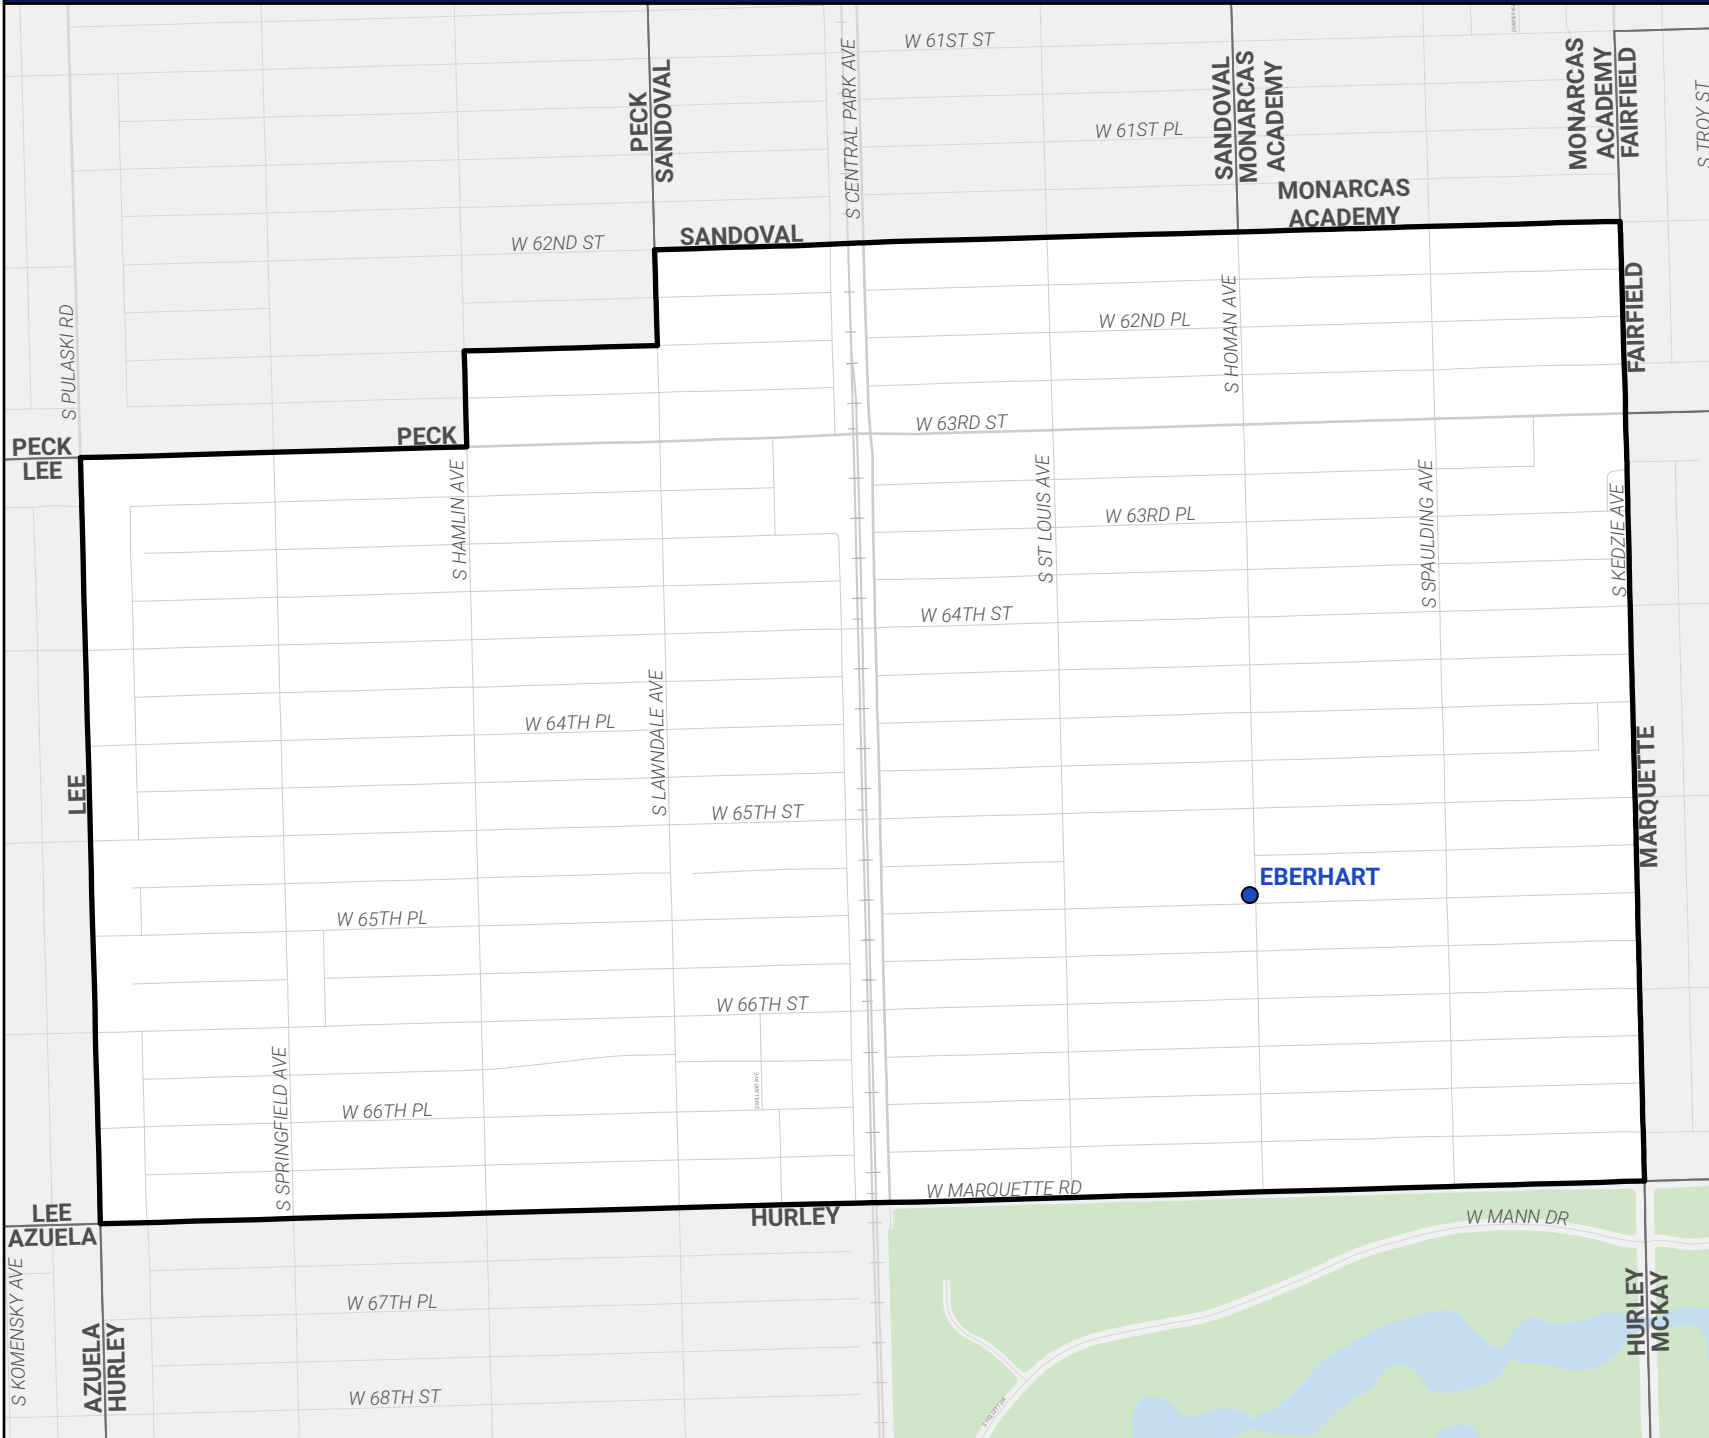 W 61ST ST
S CENTRAL PARK AVE
PECK
SANDOVAL
SANDOVAL
MONARCAS
ACADEMY
MONARCAS
ACADEMY
FAIRFIELD
S TROY ST
W 61ST PL
MONARCAS
ACADEMY
W 62ND ST
SANDOVAL
S PULASKI RD
S HOMAN AVE
FAIRFIELD
W 62ND PL
W 63RD ST
PECK
PECK
LEE
S HAMLIN AVE
S ST LOUIS AVE
W 63RD PL
S SPAULDING AVE
S KEDZIE AVE
W 64TH ST
W 64TH PL
S LAWNDALE AVE
LEE
W 65TH ST
MARQUETTE
EBERHART
W 65TH PL
W 66TH ST
S SPRINGFIELD AVE
S MILLARD AVE
W 66TH PL
W MARQUETTE RD
LEE
AZUELA
HURLEY
W MANN DR
S KOMENSKY AVE
W 67TH PL
AZUELA
HURLEY
HURLEY
MCKAY
W 68TH ST